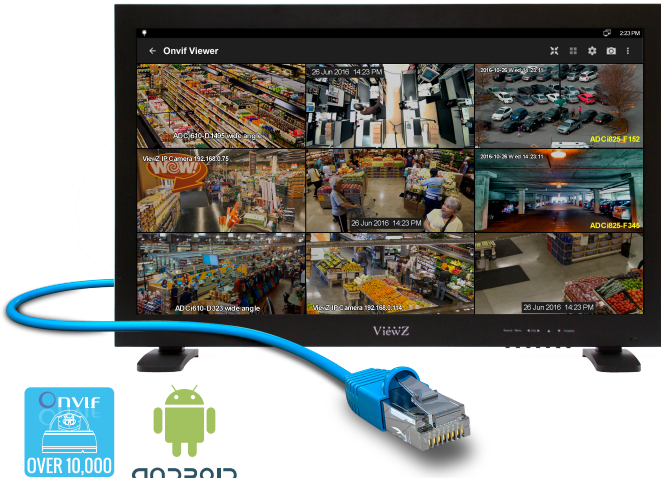 2:23 PM
Onvif Viewer
26 Jun 2016 14:23 PM
2016-10-26 Wed 14:23:11
ADCi610-D1495 wide angle
ADCi825-F152
ViewZ IP Camera 192.168.0.75
WOW!
2016-10-26 Wed 14:23:11
26 Jun 2016 14:23 PM
ADCi825-F345
ADCi610-D323 wide angle
ViewZ IP Camera 192.168.0.114
26 Jun 2016 14:23 PM
ViewZ
Onvif
OVER 10,000
ANDROID